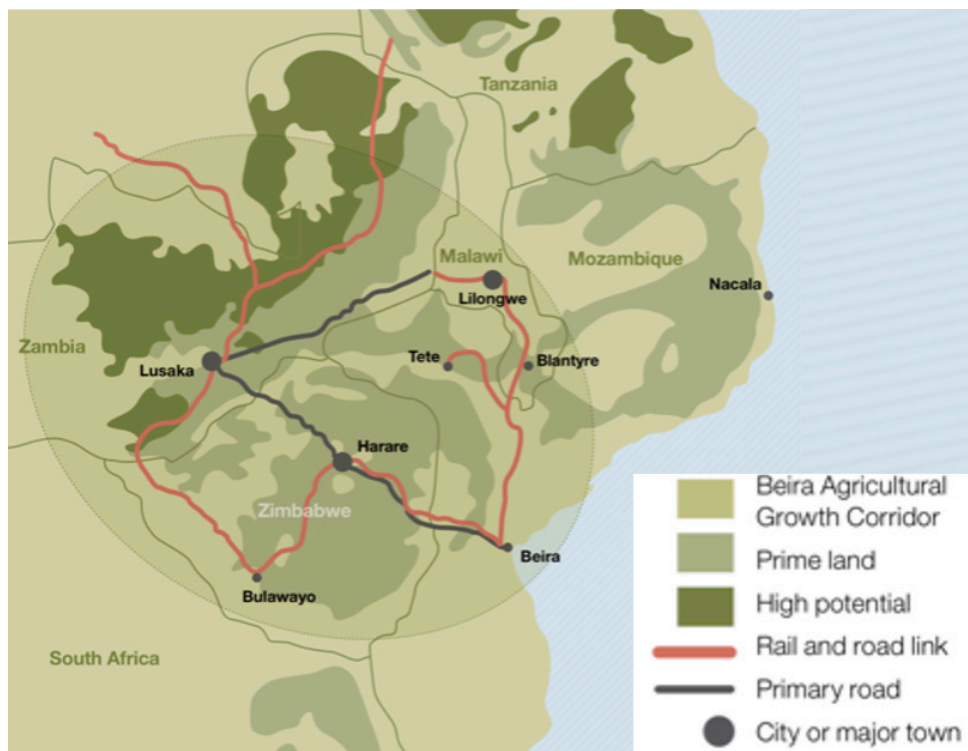 Tanzania
Malawi
Mozambique
Nacala
Lilongwe
Zambia
Tete
Blantyre
Lusaka
Harare
Zimbabwe
Beira
Bulawayo
South Africa
Beira Agricultural
Growth Corridor
Prime land
High potential
Rail and road link
Primary road
City or major town